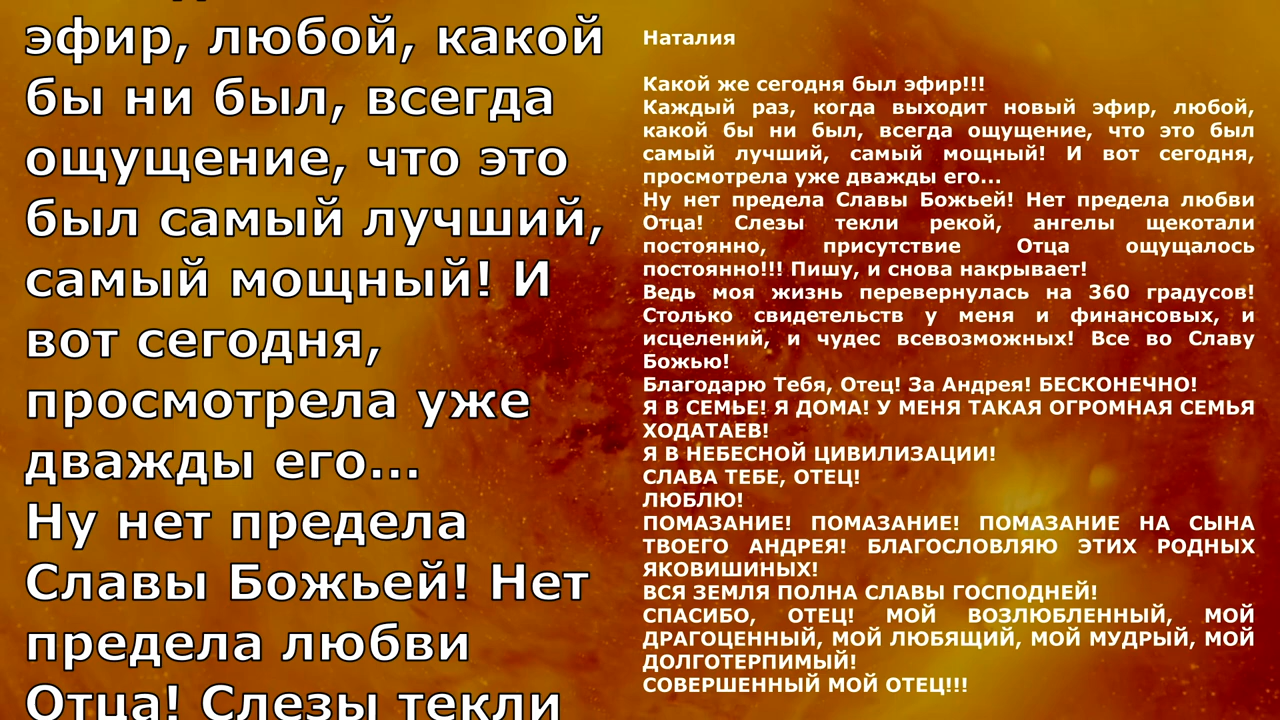 эфир, любой, какой
бы ни был, всегда
ощущение, что это
был самый лучший,
самый мощный! И
вот сегодня,
просмотрела уже
дважды его...
Ну нет предела
Славы Божьей! Нет
предела любви
Отца! Слезы текли
Наталия
Какой же сегодня был эфир!!!
Каждый раз, когда выходит новый эфир, любой,
какой бы ни был, всегда ощущение, что это был
самый лучший, самый мощный! И вот сегодня,
просмотрела уже дважды его...
Ну нет предела Славы Божьей! Нет предела любви
Отца! Слезы текли рекой, ангелы щекотали
постоянно, присутствие Отца ощущалось
постоянно!!! Пишу, и снова накрывает!
Ведь моя жизнь перевернулась на 360 градусов!
Столько свидетельств у меня и финансовых, и
исцелений, и чудес всевозможных! Все во Славу
Божью!
Благодарю Тебя, Отец! За Андрея! БЕСКОНЕЧНО!
Я В СЕМЬЕ! Я ДОМА! У МЕНЯ ТАКАЯ ОГРОМНАЯ СЕМЬЯ
ХОДАТАЕВ!
Я В НЕБЕСНОЙ ЦИВИЛИЗАЦИИ!
СЛАВА ТЕБЕ, ОТЕЦ!
ЛЮБЛЮ!
ПОМАЗАНИЕ! ПОМАЗАНИЕ! ПОМАЗАНИЕ НА СЫНА
ТВОЕГО АНДРЕЯ! БЛАГОСЛОВЛЯЮ ЭТИХ РОДНЫХ
ЯКОВИШИНЫХ!
ВСЯ ЗЕМЛЯ ПОЛНА СЛАВЫ ГОСПОДНЕЙ!
СПАСИБО, ОТЕЦ! МОЙ ВОЗЛЮБЛЕННЫЙ, МОЙ
ДРАГОЦЕННЫЙ, МОЙ ЛЮБЯЩИЙ, МОЙ МУДРЫЙ, МОЙ
ДОЛГОТЕРПИМЫЙ!
СОВЕРШЕННЫЙ МОЙ ОТЕЦ!!!